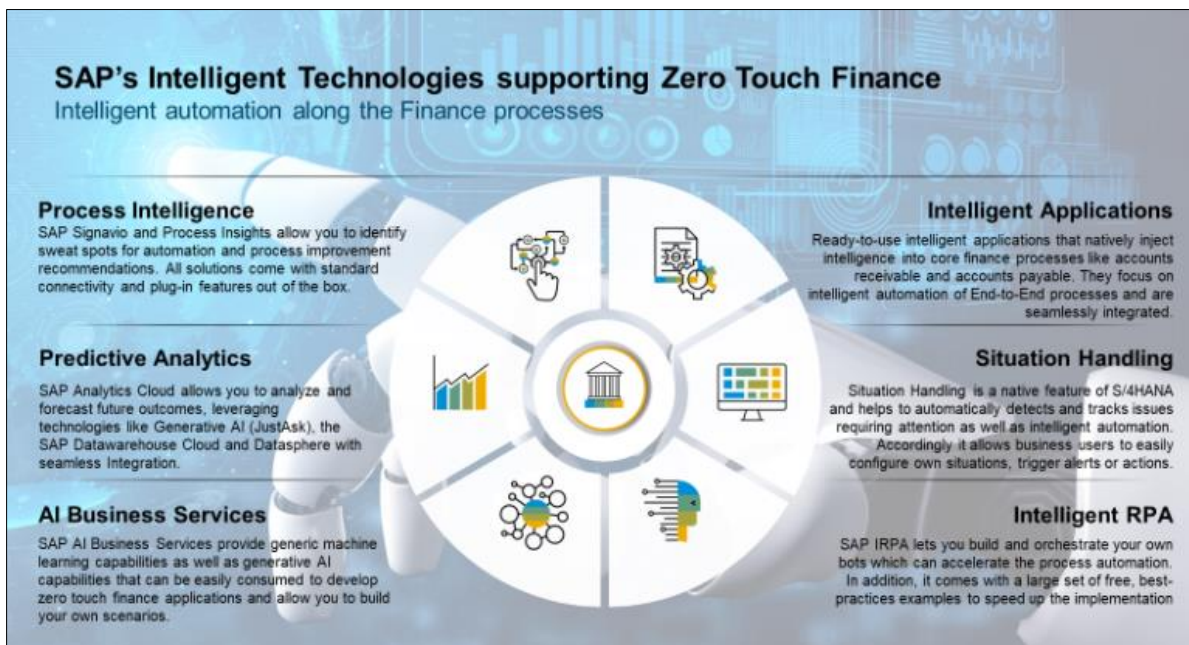 SAP's Intelligent Technologies supporting Zero Touch Finance
Intelligent automation along the Finance processes
Process Intelligence
SAP Signavio and Process Insights allow you to identify
sweat spots for automation and process improvement
recommendations. All solutions come with standard
connectivity and plug-in features out of the box.
Predictive Analytics
SAP Analytics Cloud allows you to analyze and
forecast future outcomes, leveraging
technologies like Generative AI (JustAsk), the
SAP Datawarehouse Cloud and Datasphere with
seamless Integration.
AI Business Services
SAP AI Business Services provide generic machine
learning capabilities as well as generative AI
capabilities that can be easily consumed to develop
zero touch finance applications and allow you to build
your own scenarios.
Intelligent Applications
Ready-to-use intelligent applications that natively inject
intelligence into core finance processes like accounts
receivable and accounts payable. They focus on
intelligent automation of End-to-End processes and are
seamlessly integrated.
Situation Handling
Situation Handling is a native feature of S/4HANA
and helps to automatically detects and tracks issues
requiring attention as well as intelligent automation.
Accordingly it allows business users to easily
configure own situations, trigger alerts or actions.
Intelligent RPA
SAP IRPA lets you build and orchestrate your own
bots which can accelerate the process automation.
In addition, it comes with a large set of free, best-
practices examples to speed up the implementation